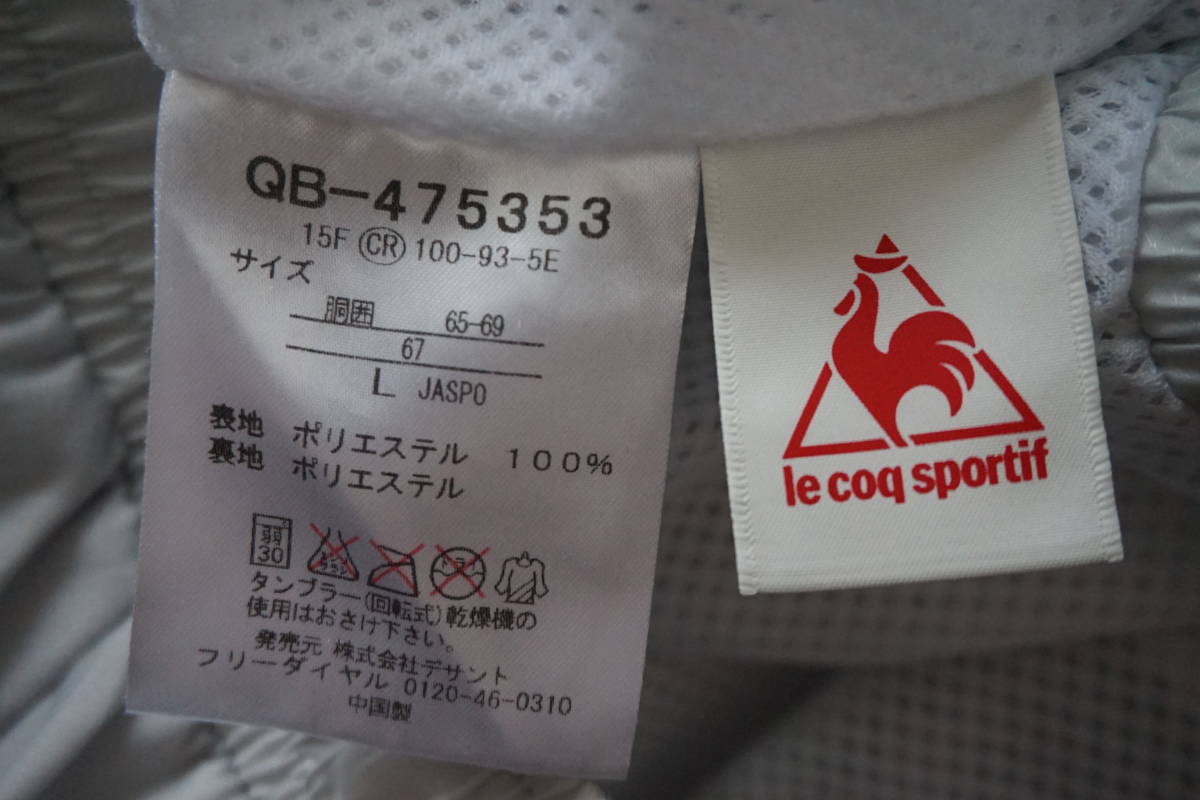 QB-475353
15F CR 100-93-5E
サイズ
胴囲 65-69
67
L JASPO
表地 ポリエステル 100%
裏地 ポリエステル
弱
30
タンブラー(回転式)乾燥機の
使用はおさけ下さい。
発売元 株式会社デサント
フリーダイヤル 0120-46-0310
中国製
le coq sportif